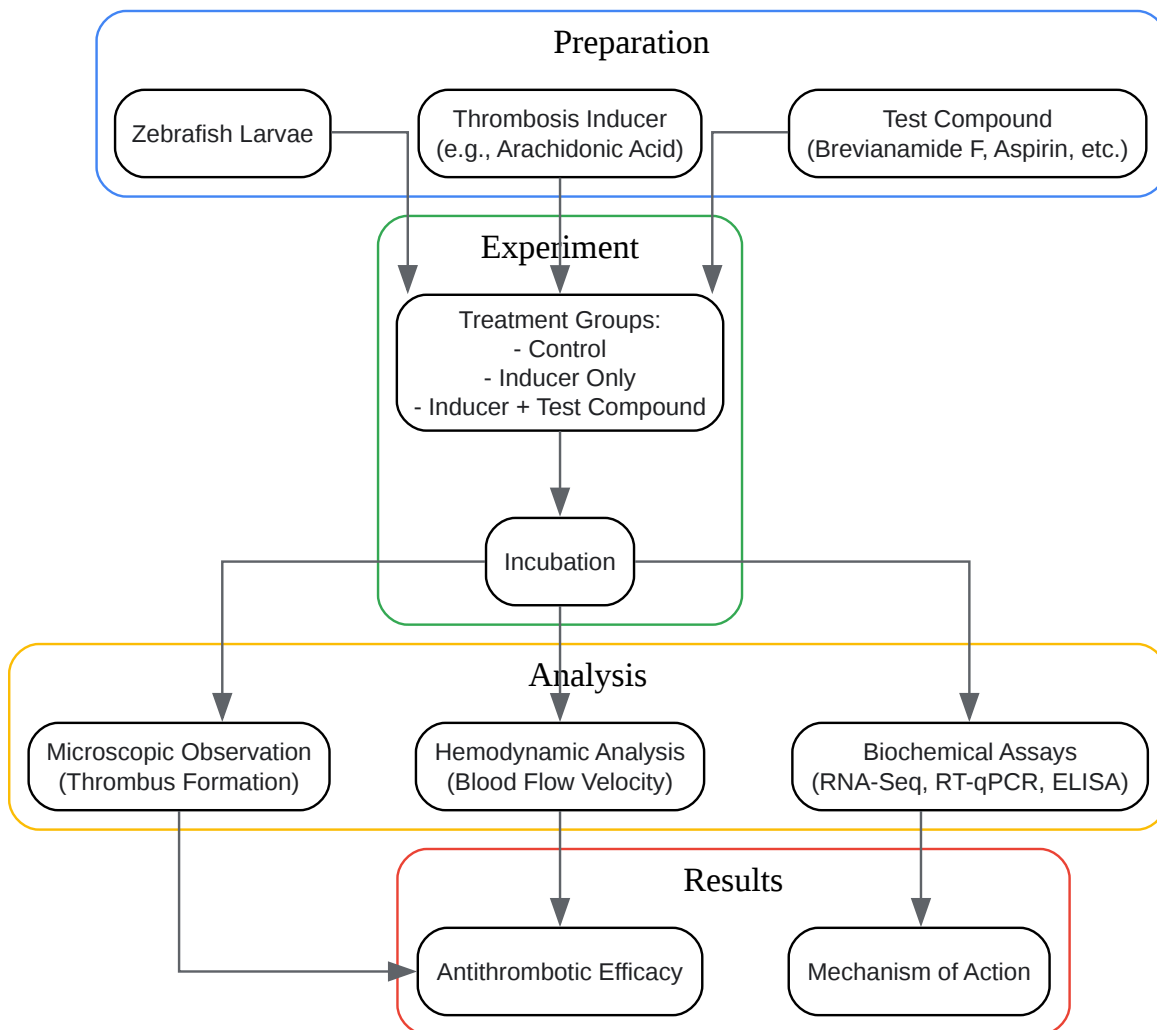 Preparation
Zebrafish Larvae
Thrombosis Inducer
(e.g., Arachidonic Acid)
Test Compound
(Brevianamide F, Aspirin, etc.)
Experiment
Treatment Groups:
- Control
- Inducer Only
- Inducer + Test Compound
Incubation
Analysis
Microscopic Observation
(Thrombus Formation)
Hemodynamic Analysis
(Blood Flow Velocity)
Biochemical Assays
(RNA-Seq, RT-qPCR, ELISA)
Results
Antithrombotic Efficacy
Mechanism of Action